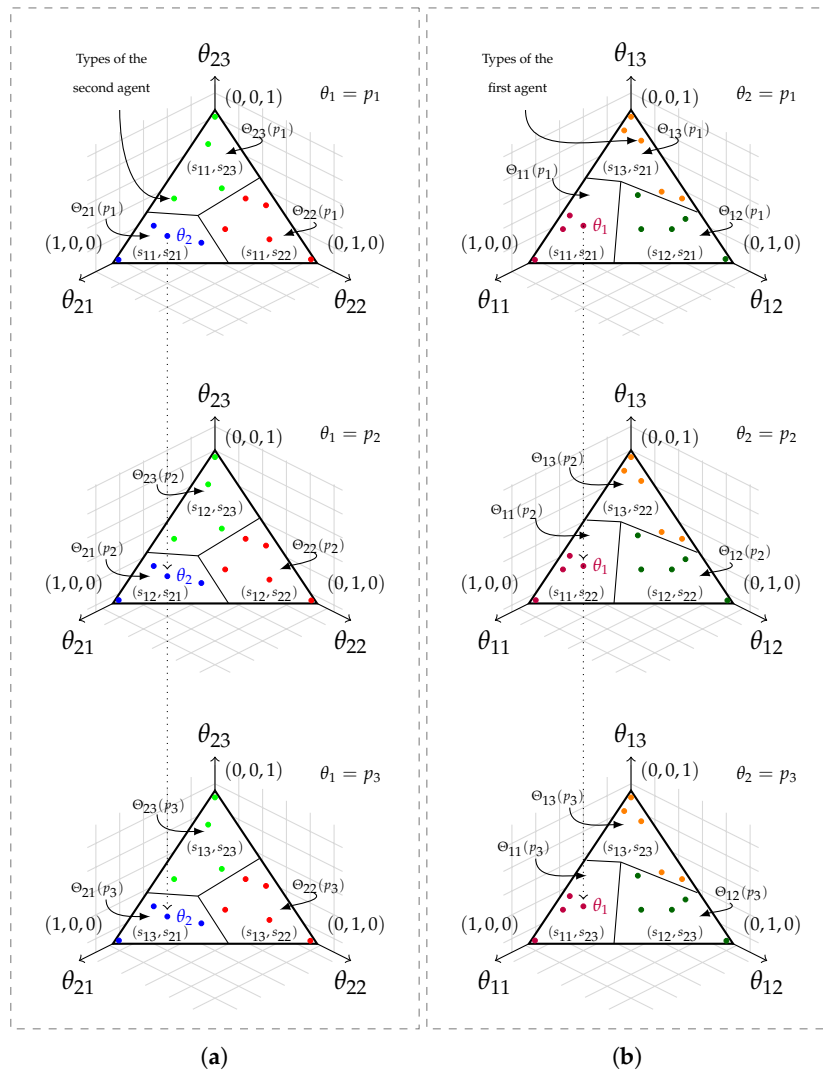 θ23
Types of the
second agent
(0, 0, 1)
θ1 = p1
Θ23(p1)
(s11, s23)
Θ21(p1)
Θ22(p1)
(1, 0, 0)
θ2
(0, 1, 0)
(s11, s21)
(s11, s22)
θ21
θ22
θ23
(0, 0, 1)
θ1 = p2
Θ23(p2)
(s12, s23)
Θ21(p2)
Θ22(p2)
(1, 0, 0)
θ2
(0, 1, 0)
(s12, s21)
(s12, s22)
θ21
θ22
θ23
(0, 0, 1)
θ1 = p3
Θ23(p3)
(s13, s23)
Θ21(p3)
Θ22(p3)
(1, 0, 0)
θ2
(0, 1, 0)
(s13, s21)
(s13, s22)
θ21
θ22
(a)
θ13
Types of the
first agent
(0, 0, 1)
θ2 = p1
Θ13(p1)
(s13, s21)
Θ11(p1)
Θ12(p1)
(1, 0, 0)
θ1
(0, 1, 0)
(s11, s21)
(s12, s21)
θ11
θ12
θ13
(0, 0, 1)
θ2 = p2
Θ13(p2)
(s13, s22)
Θ11(p2)
Θ12(p2)
(1, 0, 0)
θ1
(0, 1, 0)
(s11, s22)
(s12, s22)
θ11
θ12
θ13
(0, 0, 1)
θ2 = p3
Θ13(p3)
(s13, s23)
Θ11(p3)
Θ12(p3)
(1, 0, 0)
θ1
(0, 1, 0)
(s11, s23)
(s12, s23)
θ11
θ12
(b)